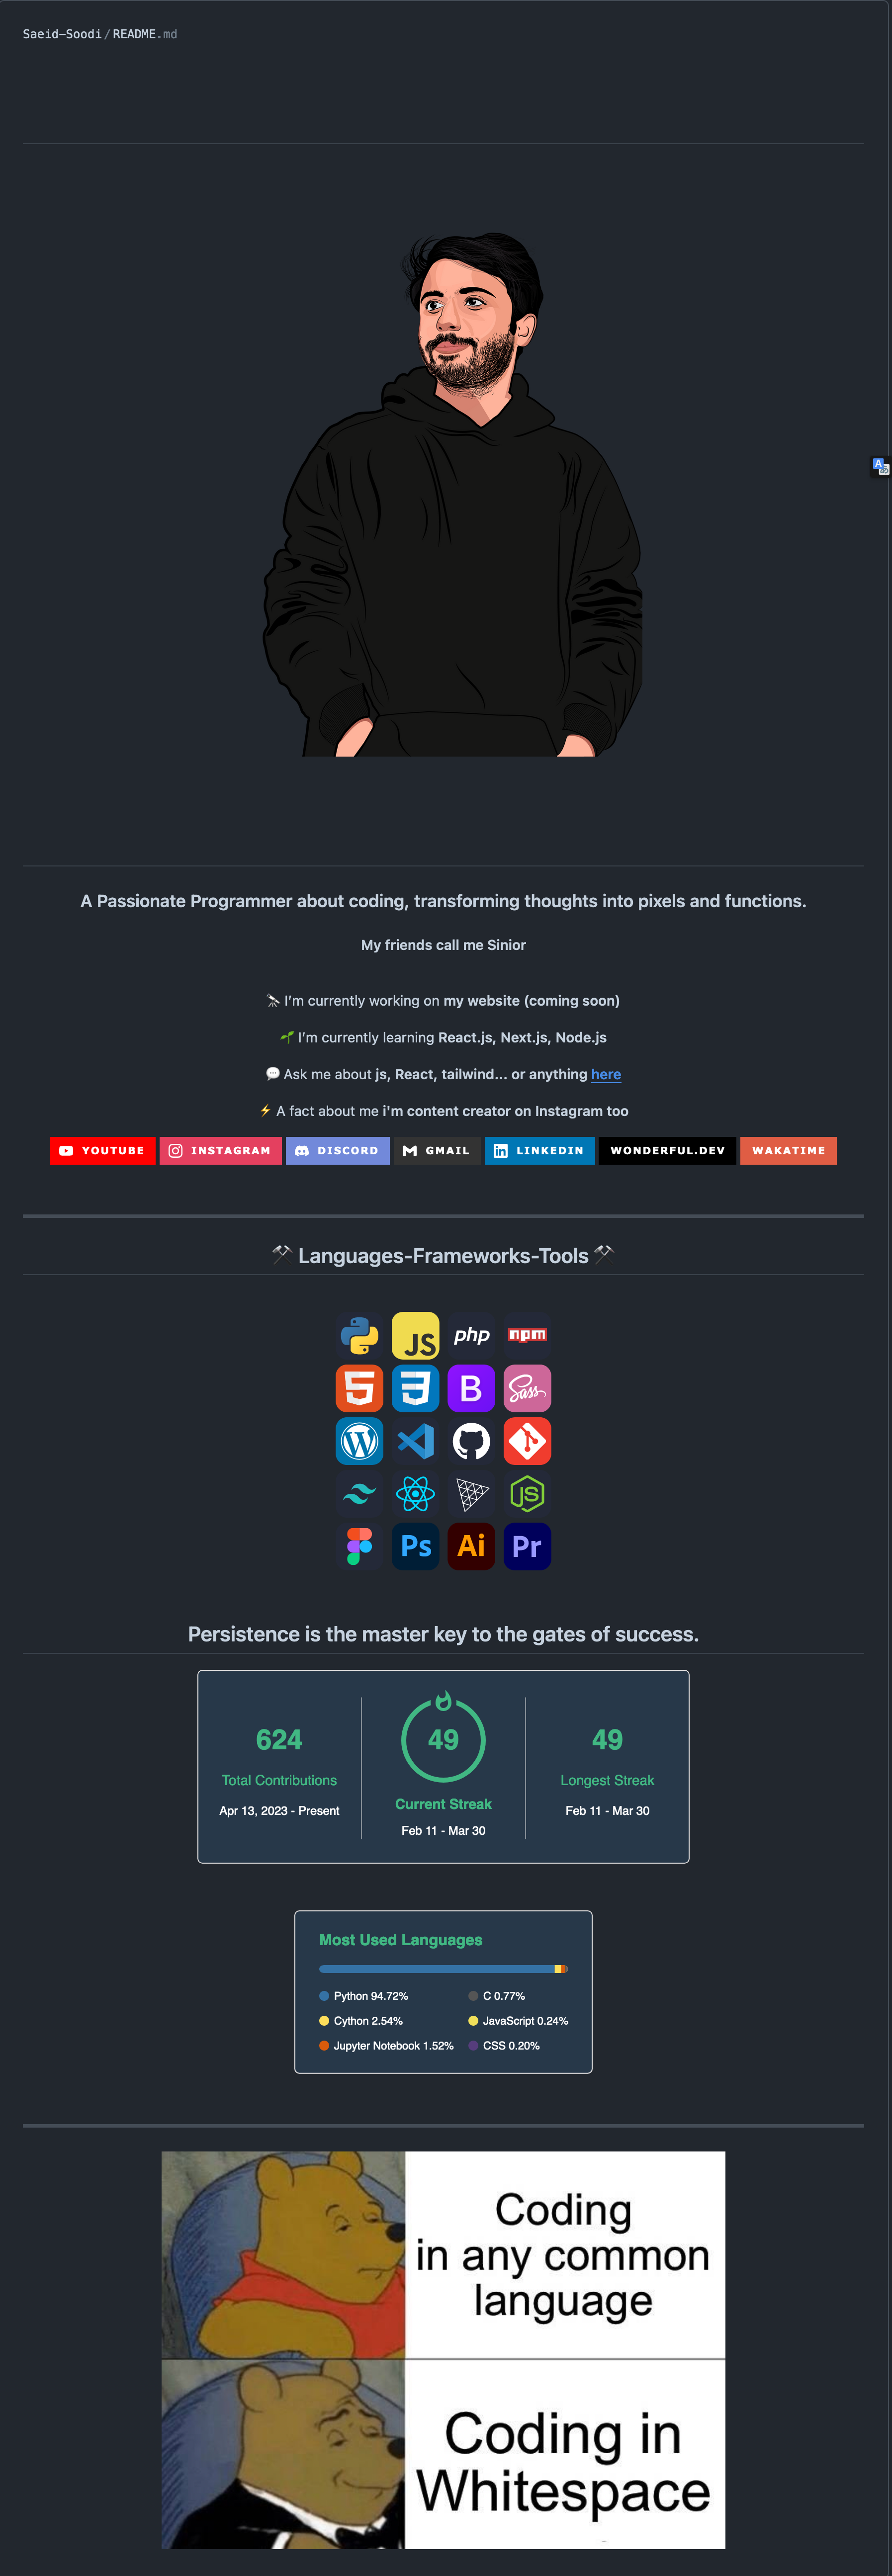 Saeid-Soodi/README.md
A Passionate Programmer about coding, transforming thoughts into pixels and functions.
My friends call me Sinior
🔭 I'm currently working on my website (coming soon)
🌱 I'm currently learning React.js, Next.js, Node.js
💬 Ask me about js, React, tailwind... or anything here
⚡ A fact about me i'm content creator on Instagram too
YOUTUBE INSTAGRAM DISCORD GMAIL LINKEDIN WONDERFUL.DEV WAKATIME
⚒ Languages-Frameworks-Tools ⚒
JS php npm
5 3 B Sass
W
JS
Ps Ai Pr
Persistence is the master key to the gates of success.
624 49 49
Total Contributions Current Streak Longest Streak
Apr 13, 2023 - Present Feb 11 - Mar 30 Feb 11 - Mar 30
Most Used Languages
Python 94.72% C 0.77%
Cython 2.54% JavaScript 0.24%
Jupyter Notebook 1.52% CSS 0.20%
Coding
in any common
language
Coding in
Whitespace